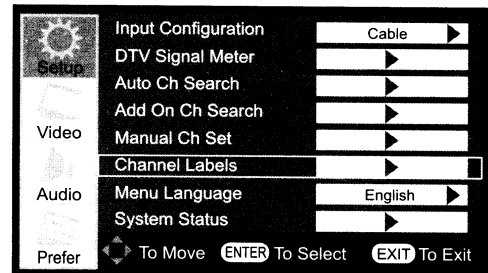 Setup
Video
Audio
Prefer
Input Configuration Cable
DTV Signal Meter
Auto Ch Search
Add On Ch Search
Manual Ch Set
Channel Labels
Menu Language English
System Status
To Move ENTER To Select EXIT To Exit